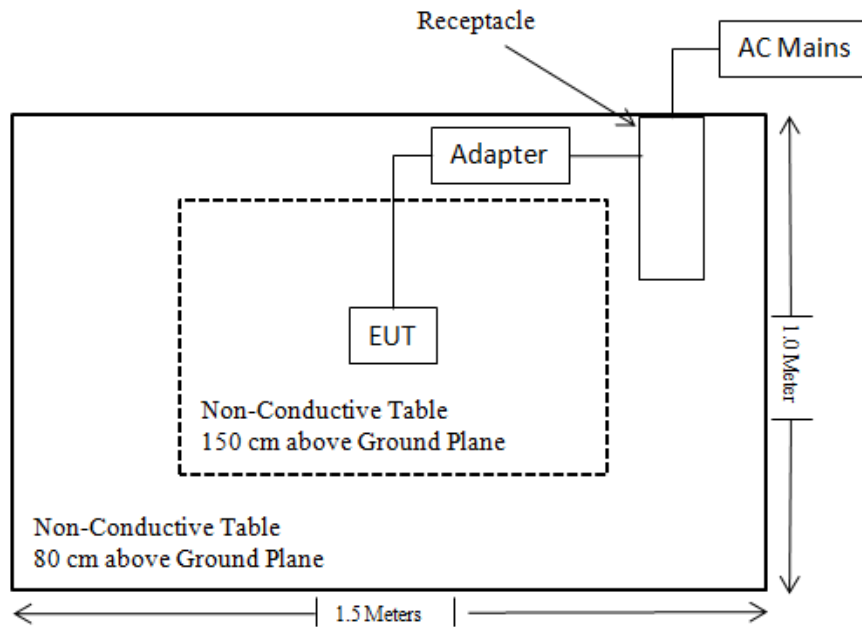 Receptacle
AC Mains
Adapter
EUT
1.0 Meter
Non-Conductive Table
150 cm above Ground Plane
Non-Conductive Table
80 cm above Ground Plane
1.5 Meters